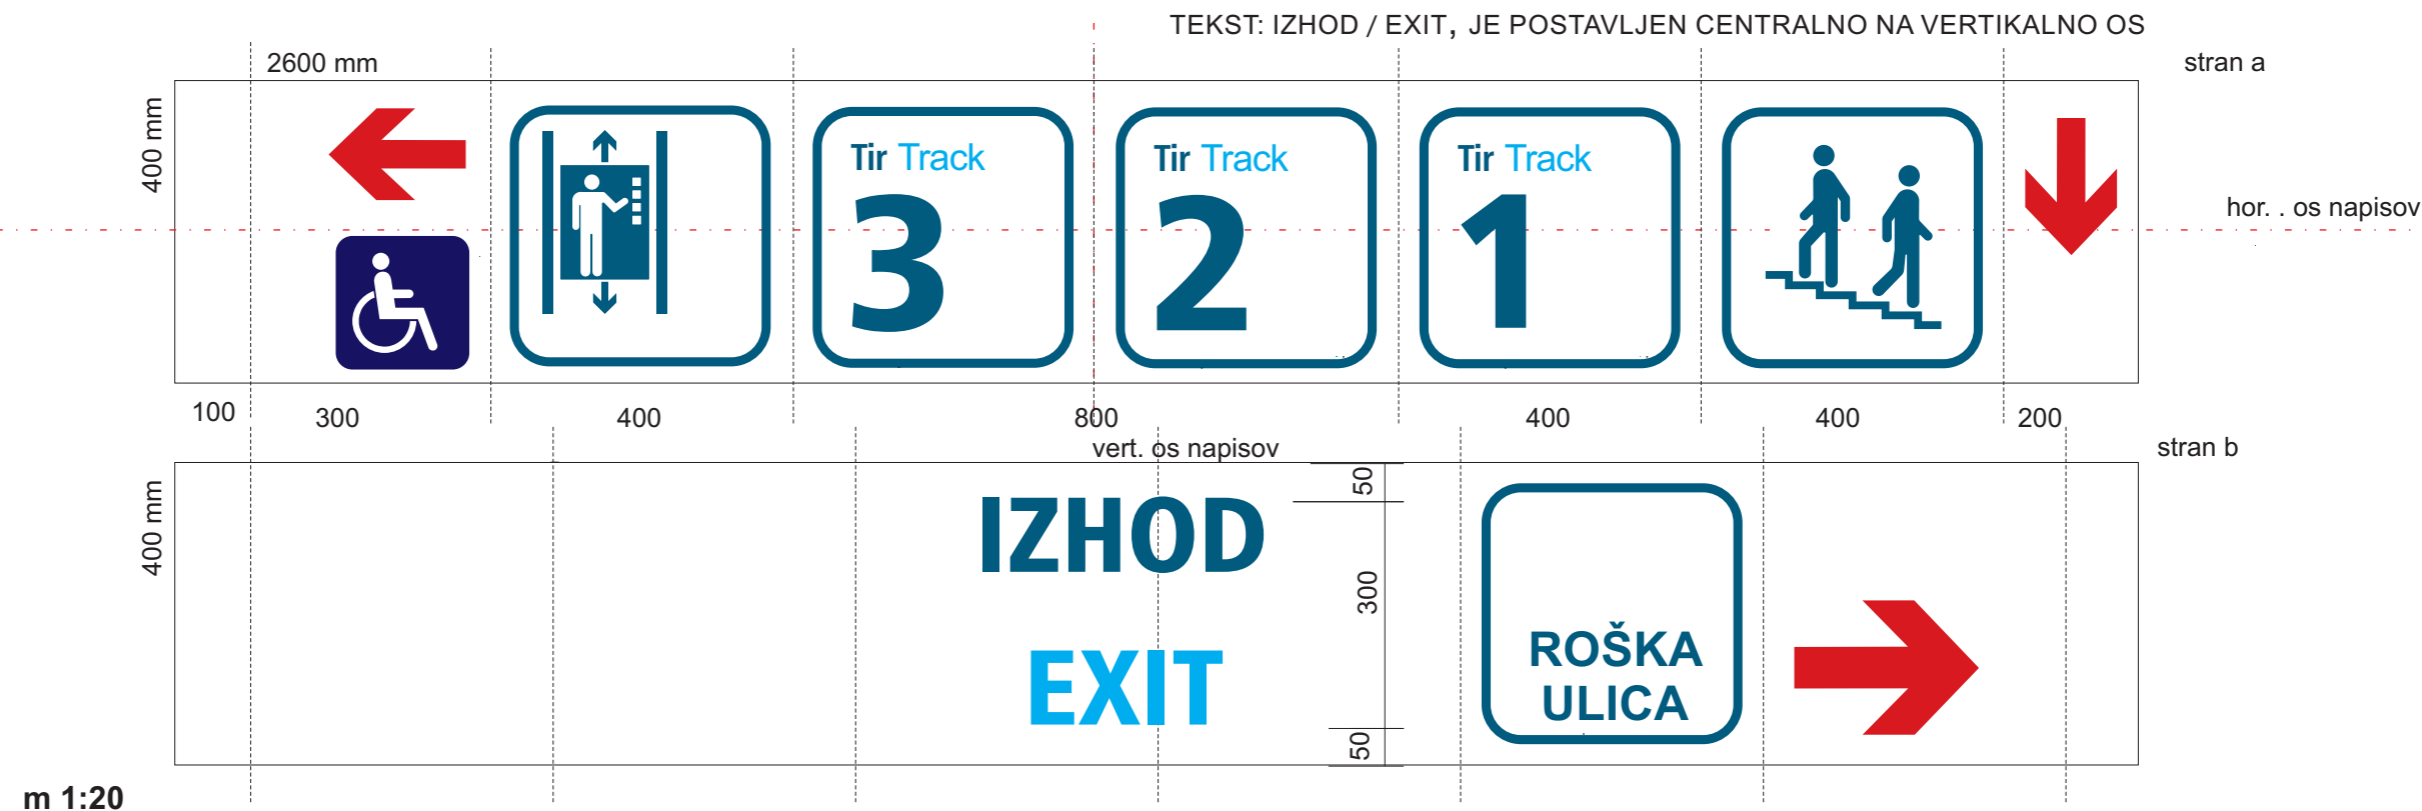 TEKST: IZHOD / EXIT, JE POSTAVLJEN CENTRALNO NA VERTIKALNO OS
2600 mm
stran a
400 mm
Tir Track
3
Tir Track
2
Tir Track
1
hor. . os napisov
100
300
400
800
400
400
200
vert. os napisov
stran b
400 mm
IZHOD
EXIT
50
300
50
ROŠKA
ULICA
m 1:20